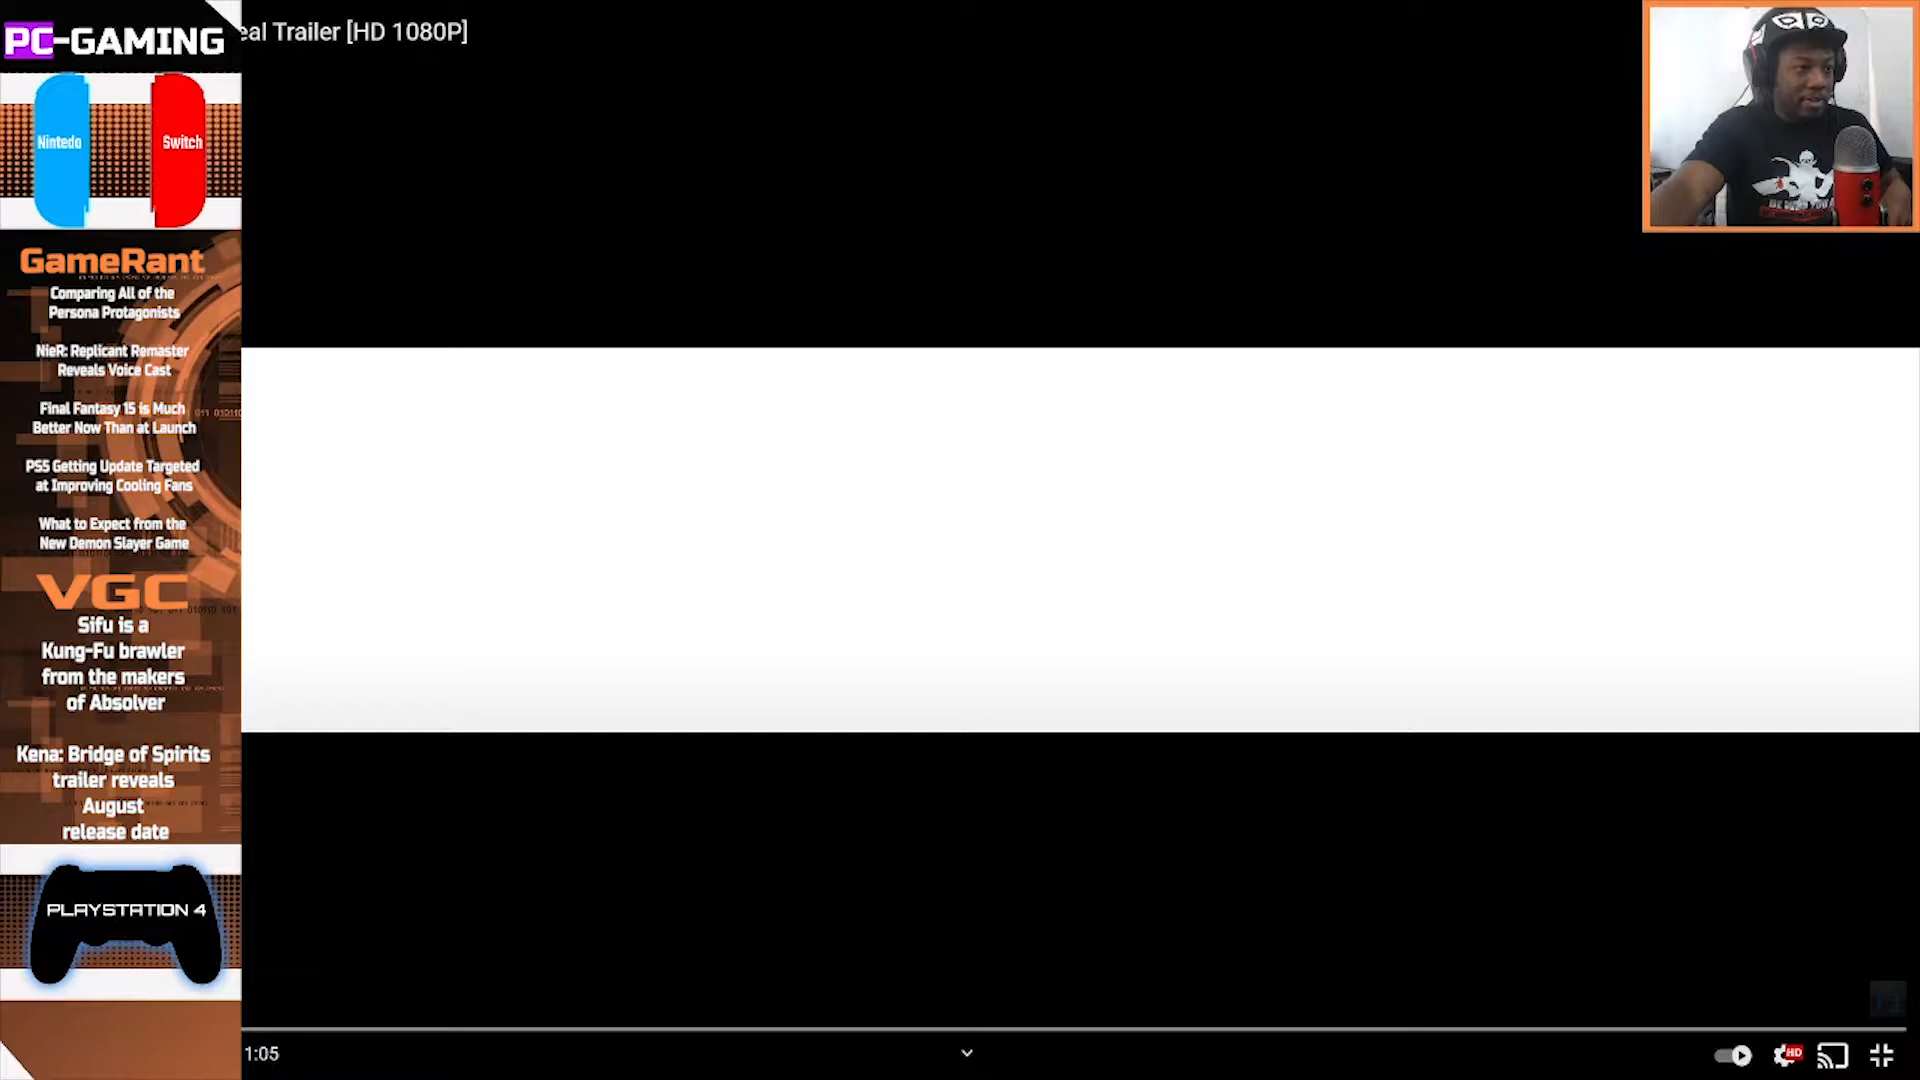 PC-GAMING
eal Trailer [HD 1080P]
Nintedo
Switch
GameRant
Comparing All of the
Persona Protagonists
NieR: Replicant Remaster
Reveals Voice Cast
Final Fantasy 15 is Much
Better Now Than at Launch
PS5 Getting Update Targeted
at Improving Cooling Fans
What to Expect from the
New Demon Slayer Game
VGC
Sifu is a
Kung-Fu brawler
from the makers
of Absolver
Kena: Bridge of Spirits
trailer reveals
August
release date
PLAYSTATION 4
1:05
HD